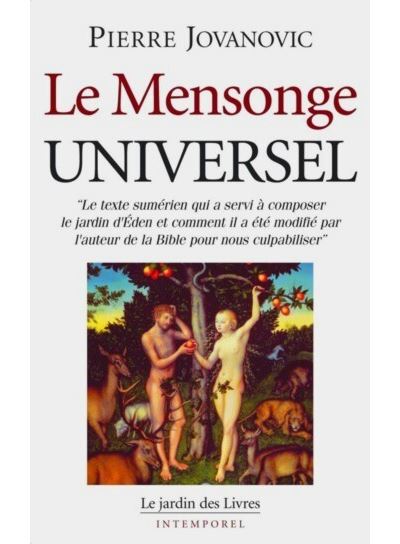 PIERRE JOVANOVIC
Le Mensonge
UNIVERSEL
“Le texte sumérien qui a servi à composer
le jardin d'Éden et comment il a été modifié par
l'auteur de la Bible pour nous culpabiliser”
Le jardin des Livres
INTEMPOREL